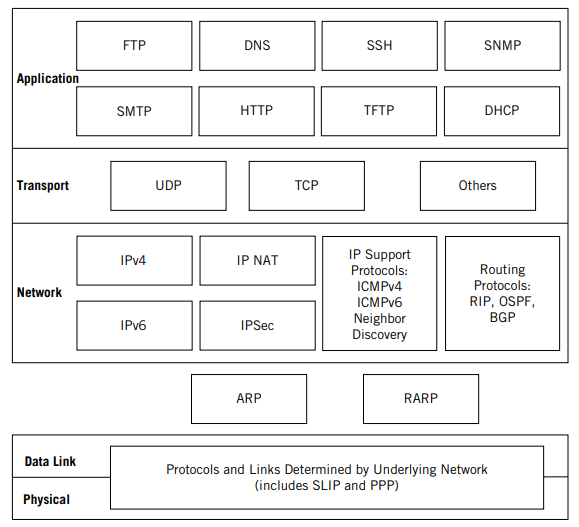 FTP
DNS
SSH
SNMP
Application
SMTP
HTTP
TFTP
DHCP
Transport
UDP
TCP
Others
Network
IPv4
IP NAT
IP Support
Protocols:
ICMPv4
ICMPv6
Neighbor
Discovery
Routing
Protocols:
RIP, OSPF,
BGP
IPv6
IPSec
ARP
RARP
Data Link
Protocols and Links Determined by Underlying Network
(includes SLIP and PPP)
Physical